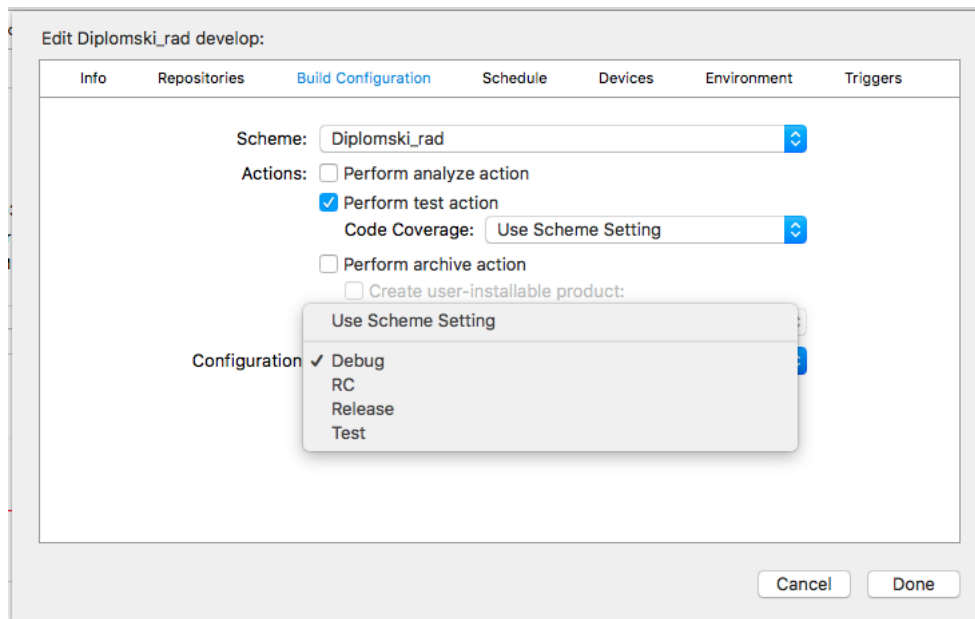 Edit Diplomski_rad develop:
Info Repositories Build Configuration Schedule Devices Environment Triggers
Scheme: Diplomski_rad
Actions: Perform analyze action
Perform test action
Code Coverage: Use Scheme Setting
Perform archive action
Create user-installable product:
Use Scheme Setting
Configuration ✓ Debug
RC
Release
Test
Cancel Done